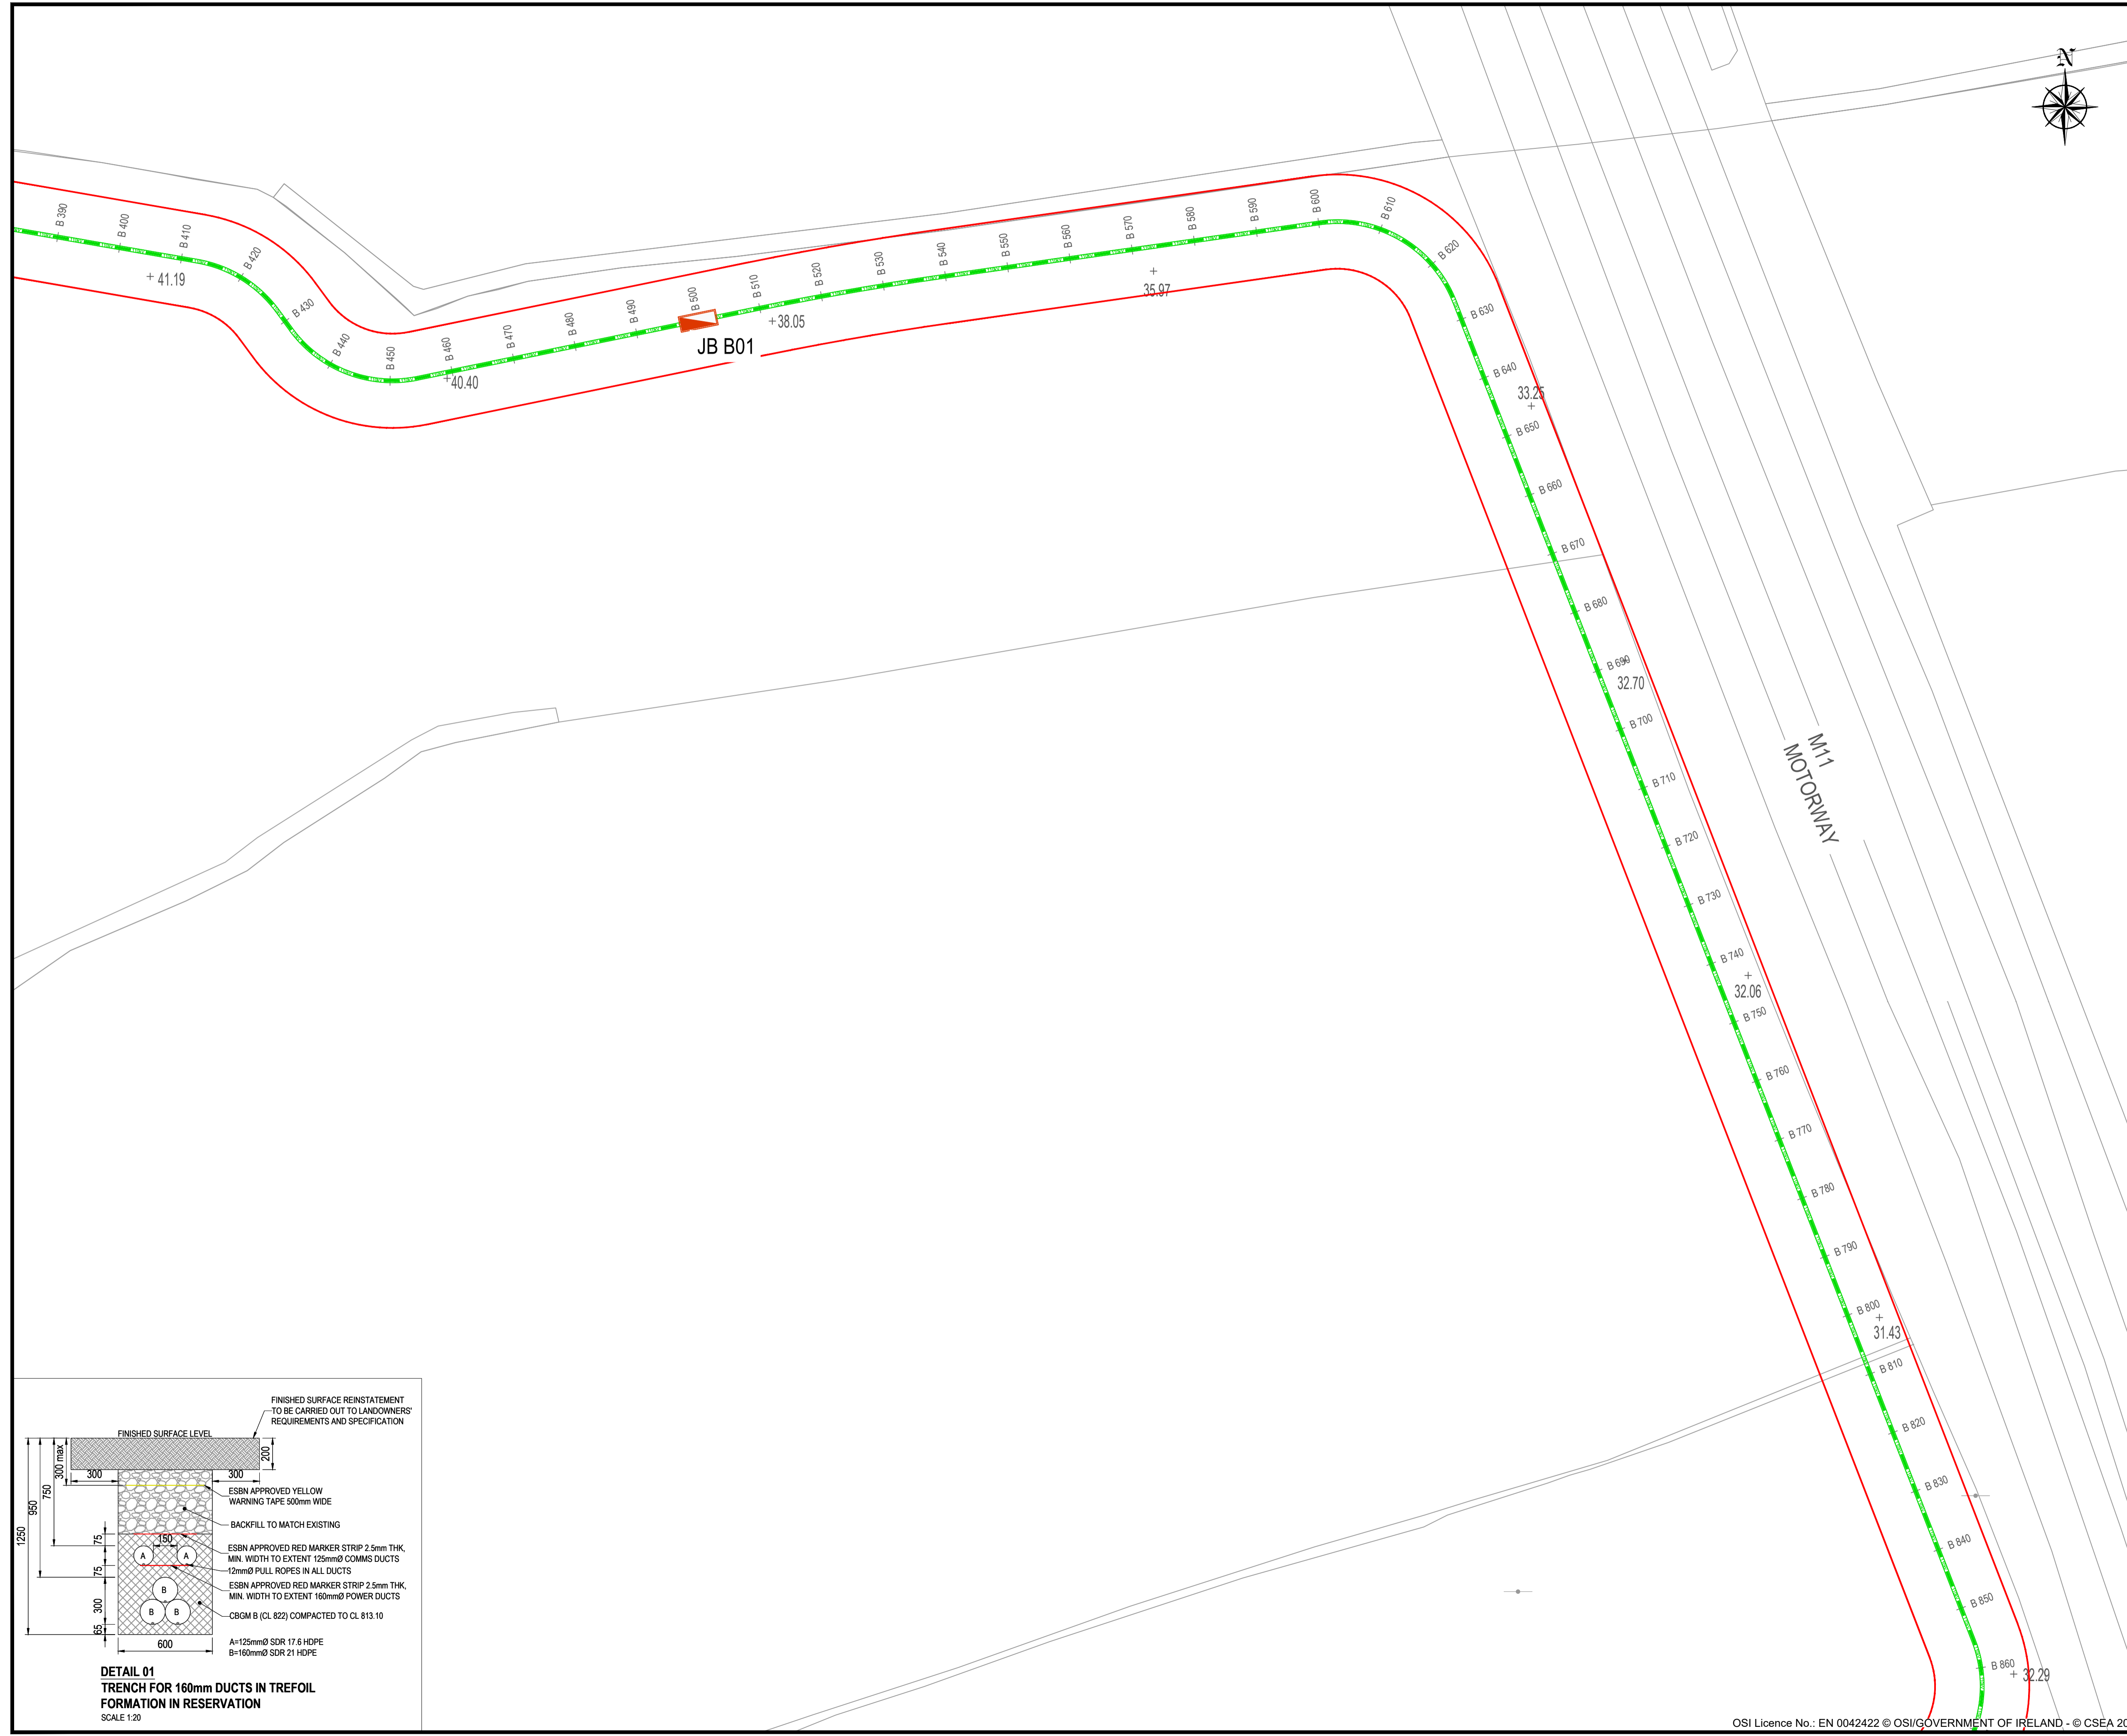 N
B 390
B 400
B 410
B 420
B 430
B 440
B 450
B 460
B 470
B 480
B 490
B 500
B 510
B 520
B 530
B 540
B 550
B 560
B 570
B 580
B 590
B 600
B 610
B 620
B 630
B 640
B 650
B 660
B 670
B 680
B 690
B 700
B 710
B 720
B 730
B 740
B 750
B 760
B 770
B 780
B 790
B 800
B 810
B 820
B 830
B 840
B 850
B 860
41.19
40.40
JB B01
38.05
35.97
33.25
32.70
32.06
31.43
32.29
M11
MOTORWAY
FINISHED SURFACE REINSTATEMENT
TO BE CARRIED OUT TO LANDOWNERS'
REQUIREMENTS AND SPECIFICATION
FINISHED SURFACE LEVEL
200
300 max
300
300
750
950
1250
ESBN APPROVED YELLOW
WARNING TAPE 500mm WIDE
BACKFILL TO MATCH EXISTING
75
150
A
A
ESBN APPROVED RED MARKER STRIP 2.5mm THK,
MIN. WIDTH TO EXTENT 125mmØ COMMS DUCTS
12mmØ PULL ROPES IN ALL DUCTS
75
ESBN APPROVED RED MARKER STRIP 2.5mm THK,
MIN. WIDTH TO EXTENT 160mmØ POWER DUCTS
B
B
B
300
CBGM B (CL 822) COMPACTED TO CL 813.10
65
600
A=125mmØ SDR 17.6 HDPE
B=160mmØ SDR 21 HDPE
DETAIL 01
TRENCH FOR 160mm DUCTS IN TREFOIL
FORMATION IN RESERVATION
SCALE 1:20
OSI Licence No.: EN 0042422 © OSI/GOVERNMENT OF IRELAND - © CSEA 20